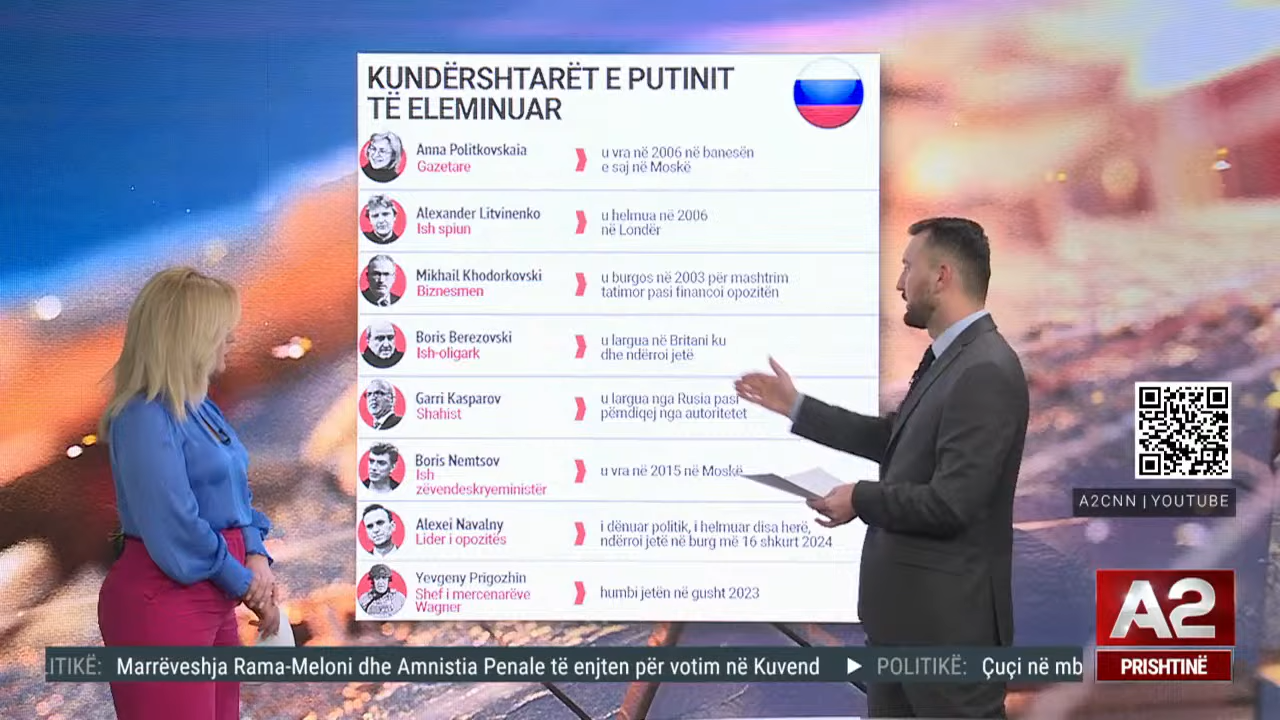 KUNDËRSHTARËT E PUTINIT
TË ELEMINUAR
Anna Politkovskaia
Gazetare
u vra në 2006 në banesën
e saj në Moskë
Alexander Litvinenko
Ish spiun
u helmua në 2006
në Londër
Mikhail Khodorkovski
Biznesmen
u burgos në 2003 për mashtrim
tatimor pasi financoi opozitën
Boris Berezovski
Ish-oligark
u largua në Britani ku
dhe ndërroi jetë
Garri Kasparov
Shahist
u largua nga Rusia pasi
përndiqej nga autoritetet
Boris Nemtsov
Ish
zëvendeskryeministër
u vra në 2015 në Moskë
Alexei Navalny
Lider i opozitës
i dënuar politik, i helmuar disa herë,
ndërroi jetë në burg më 16 shkurt 2024
Yevgeny Prigozhin
Shef i mercenarëve
Wagner
humbi jetën në gusht 2023
A2CNN | YOUTUBE
A2
PRISHTINË
LITIKË: Marrëveshja Rama-Meloni dhe Amnistia Penale të enjten për votim në Kuvend ▶ POLITIKË: Çuçi në mb